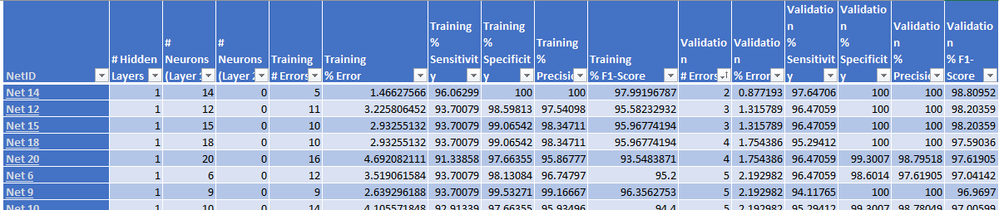 NetID # Hidden Layers # Neurons (Layer 1 # Neurons (Layer 2 Training # Errors Training % Error Training % Sensitivity Training % Specificity Training % Precisic Training % F1-Score Validation # Errors Validation % Error Validation % Sensitivity Validation % Specificity Validation % Precisic Validation % F1-Score
Net 14 1 14 0 5 1.46627566 96.06299 100 100 97.99196787 2 0.877193 97.64706 100 100 98.80952
Net 12 1 12 0 11 3.225806452 93.70079 98.59813 97.54098 95.58232932 3 1.315789 96.47059 100 100 98.20359
Net 15 1 15 0 10 2.93255132 93.70079 99.06542 98.34711 95.96774194 3 1.315789 96.47059 100 100 98.20359
Net 18 1 18 0 10 2.93255132 93.70079 99.06542 98.34711 95.96774194 4 1.754386 95.29412 100 100 97.59036
Net 20 1 20 0 16 4.692082111 91.33858 97.66355 95.86777 93.5483871 4 1.754386 96.47059 99.3007 98.79518 97.61905
Net 6 1 6 0 12 3.519061584 93.70079 98.13084 96.74797 95.2 5 2.192982 96.47059 98.6014 97.61905 97.04142
Net 9 1 9 0 9 2.639296188 93.70079 99.53271 99.16667 96.3562753 5 2.192982 94.11765 100 100 96.9697
Net 10 1 10 0 14 4.105571848 92.91339 97.66355 95.93496 94.4 5 2.192982 95.29412 99.3007 98.78049 97.00599